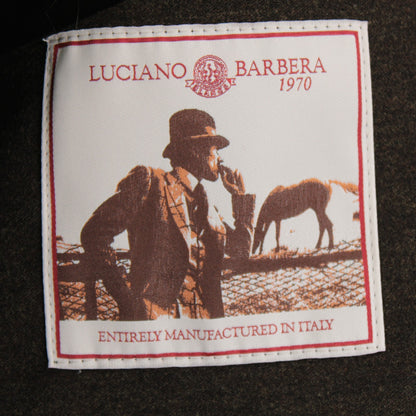 LUCIANO BARBERA
1970
ENTIRELY MANUFACTURED IN ITALY